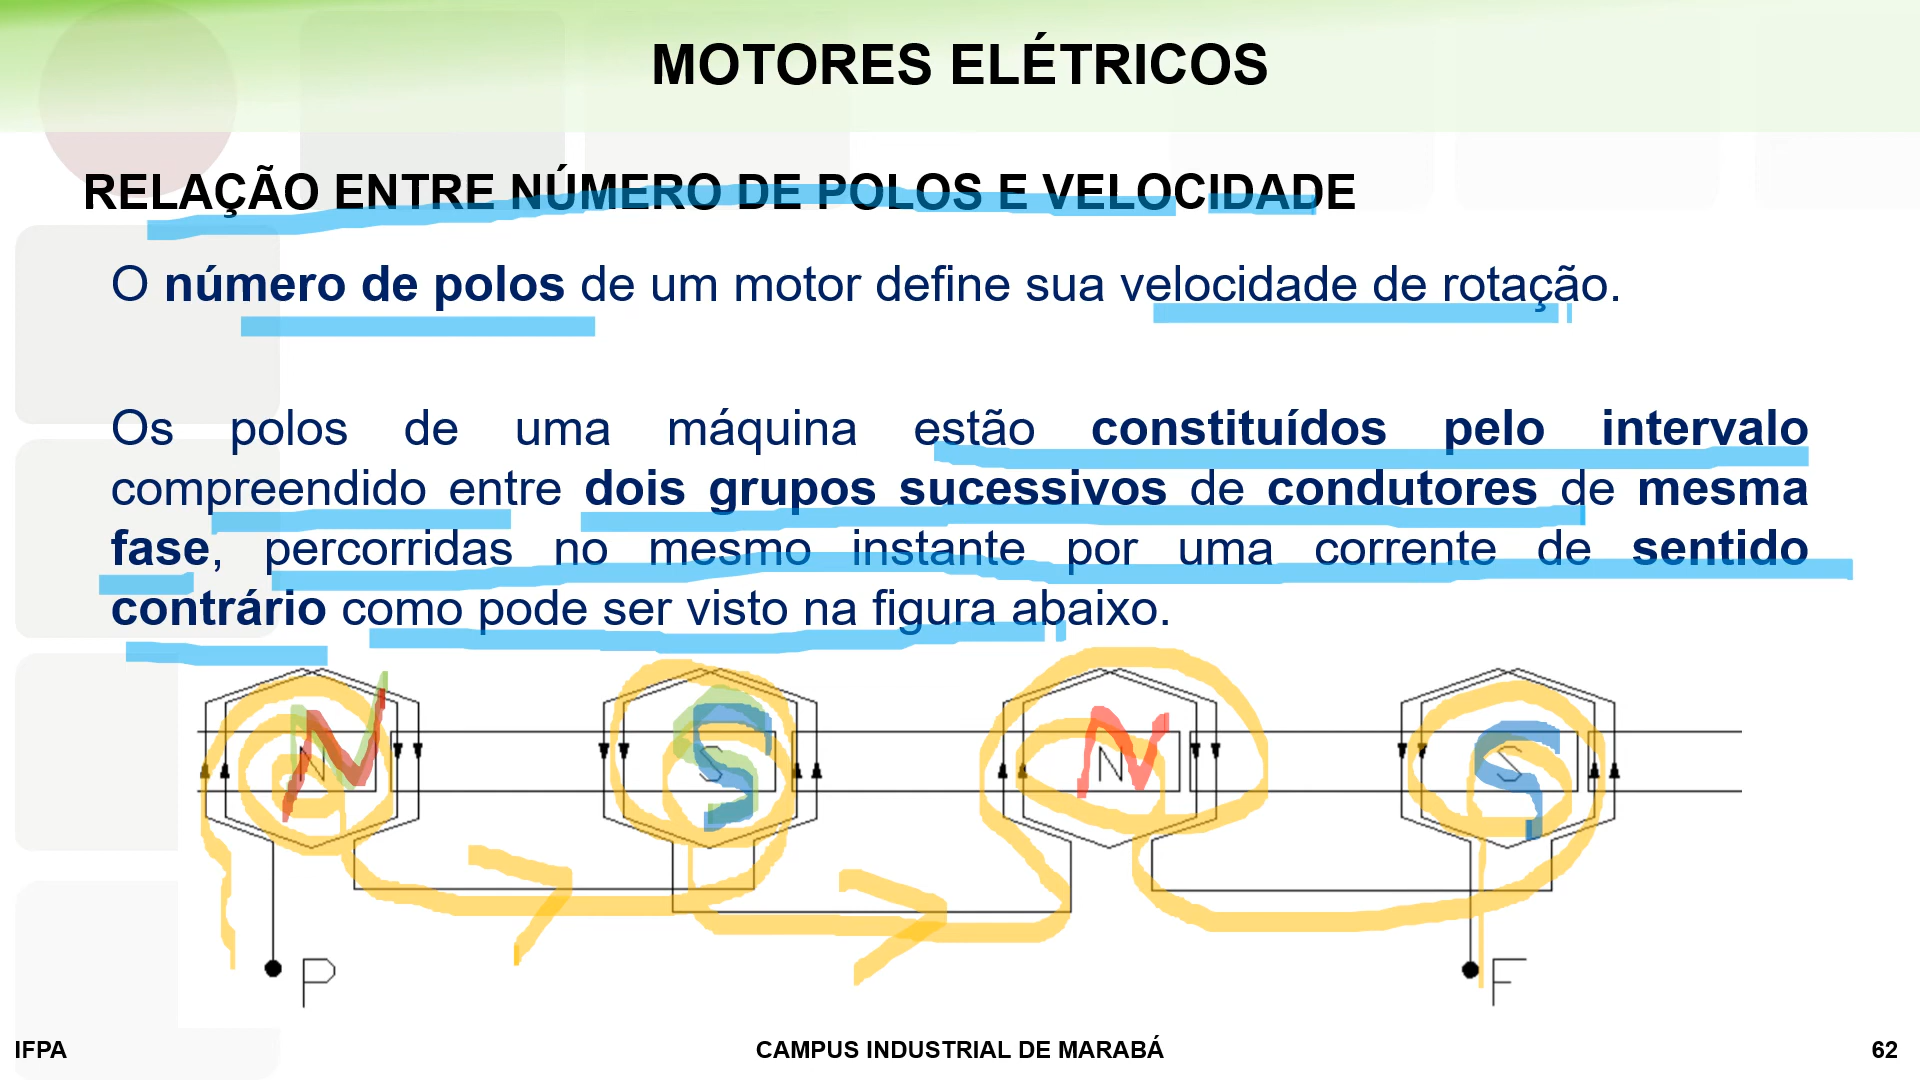 MOTORES ELÉTRICOS
RELAÇÃO ENTRE NÚMERO DE POLOS E VELOCIDADE
O número de polos de um motor define sua velocidade de rotação.
Os polos de uma máquina estão constituídos pelo intervalo
compreendido entre dois grupos sucessivos de condutores de mesma
fase, percorridas no mesmo instante por uma corrente de sentido
contrário como pode ser visto na figura abaixo.
N S N S
N S N S
P F
IFPA CAMPUS INDUSTRIAL DE MARABÁ 62